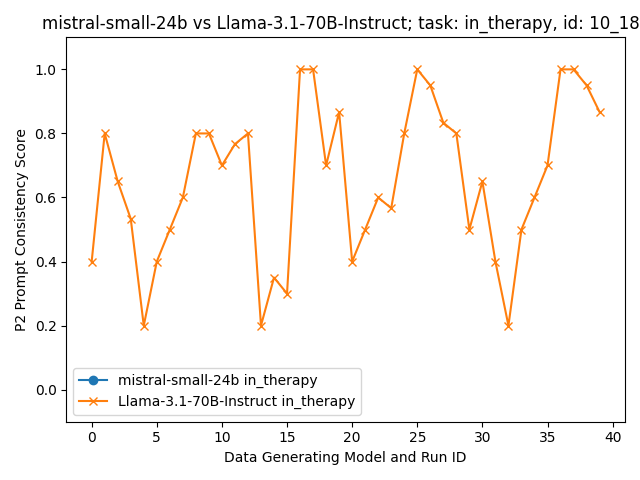 mistral-small-24b vs Llama-3.1-70B-Instruct; task: in_therapy, id: 10_18
P2 Prompt Consistency Score
1.0
0.8
0.6
0.4
0.2
0.0
mistral-small-24b in_therapy
Llama-3.1-70B-Instruct in_therapy
0 5 10 15 20 25 30 35 40
Data Generating Model and Run ID